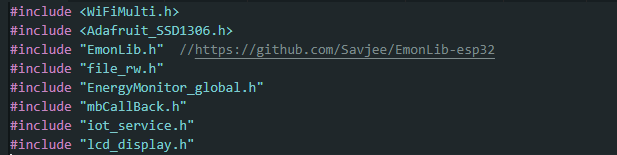 #include <WiFiMulti.h>
#include <Adafruit_SSD1306.h>
#include "EmonLib.h"  //https://github.com/Savjee/EmonLib-esp32
#include "file_rw.h"
#include "EnergyMonitor_global.h"
#include "mbCallBack.h"
#include "iot_service.h"
#include "lcd_display.h"